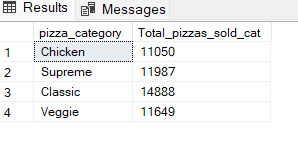 Results Messages
pizza_category Total_pizzas_sold_cat
1 Chicken 11050
2 Supreme 11987
3 Classic 14888
4 Veggie 11649